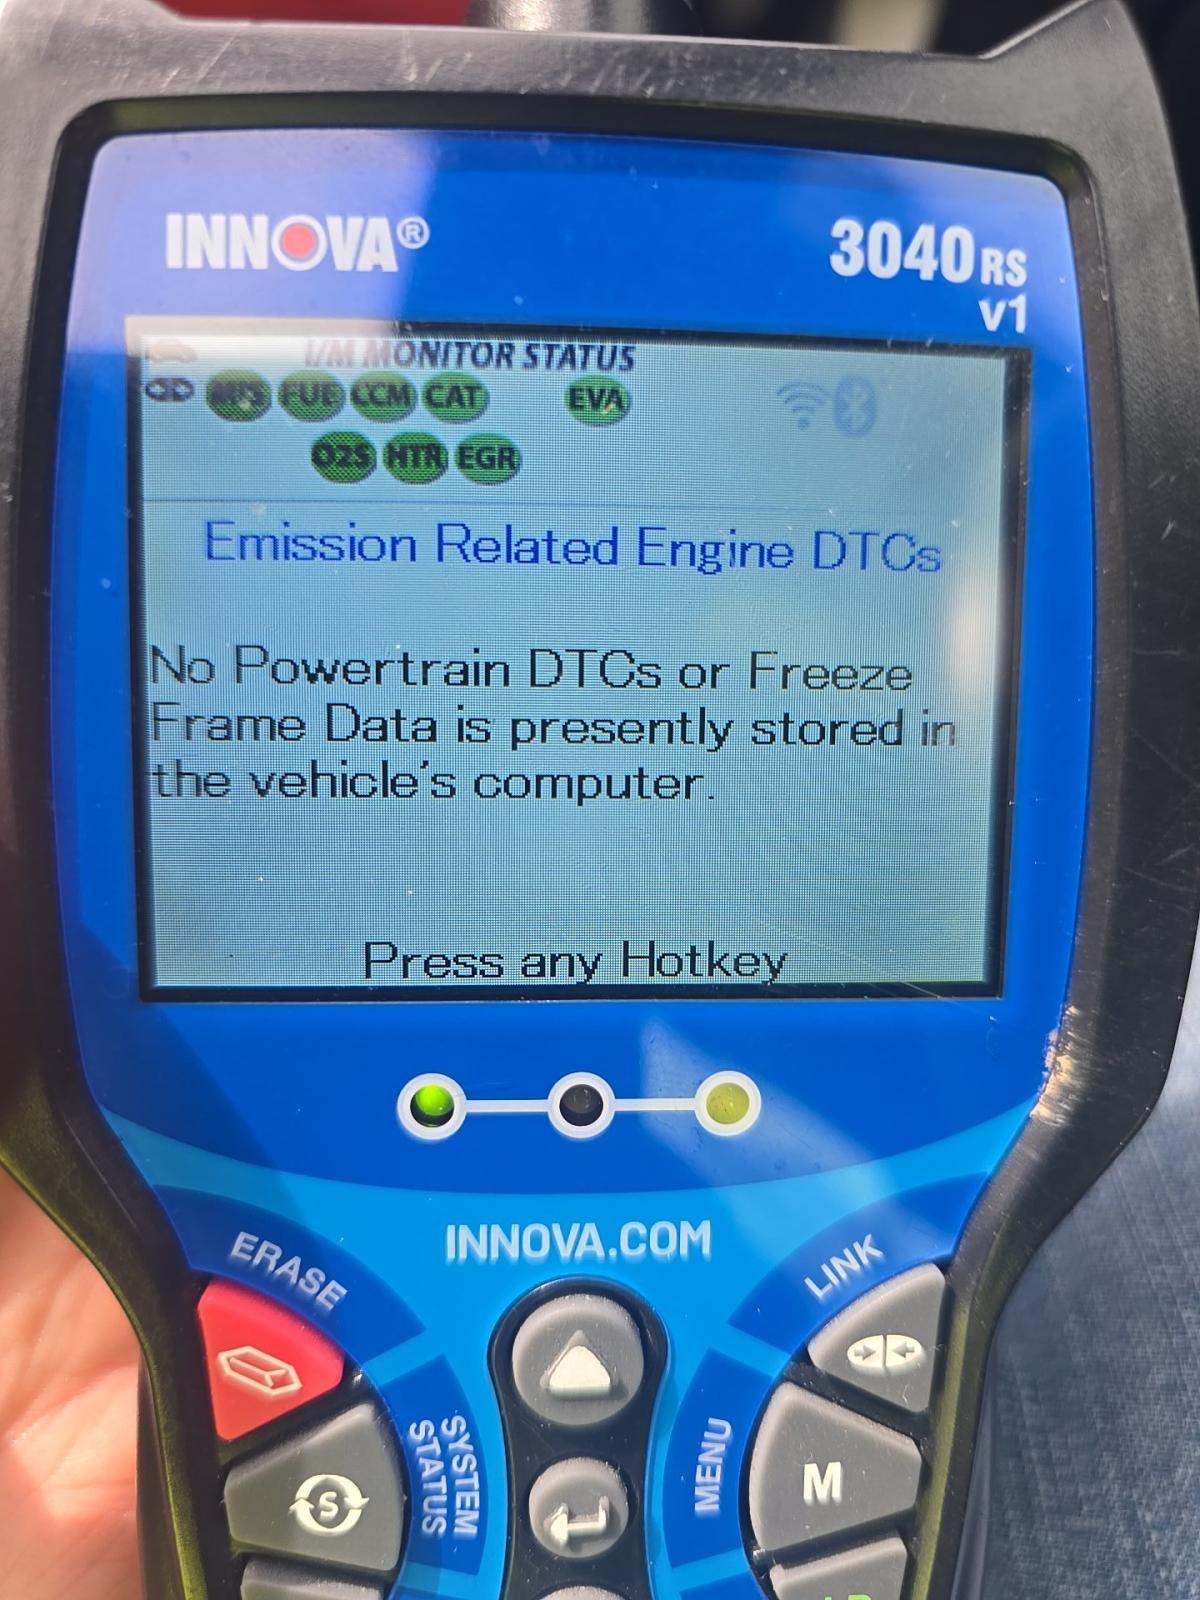 INNOVA®
3040RS
v1
I/M MONITOR STATUS
MIS FUE CCM CAT EVA
O2S HTR EGR
Emission Related Engine DTCs
No Powertrain DTCs or Freeze
Frame Data is presently stored in
the vehicle's computer.
Press any Hotkey
INNOVA.COM
ERASE
LINK
SYSTEM
STATUS
S
MENU
M